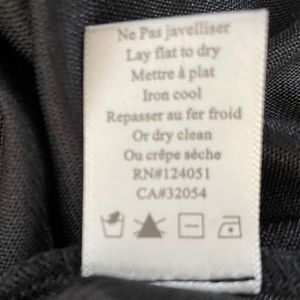 Ne Pas javelliser
Lay flat to dry
Mettre à plat
Iron cool
Repasser au fer froid
Or dry clean
Ou crêpe sèche
RN#124051
CA#32054